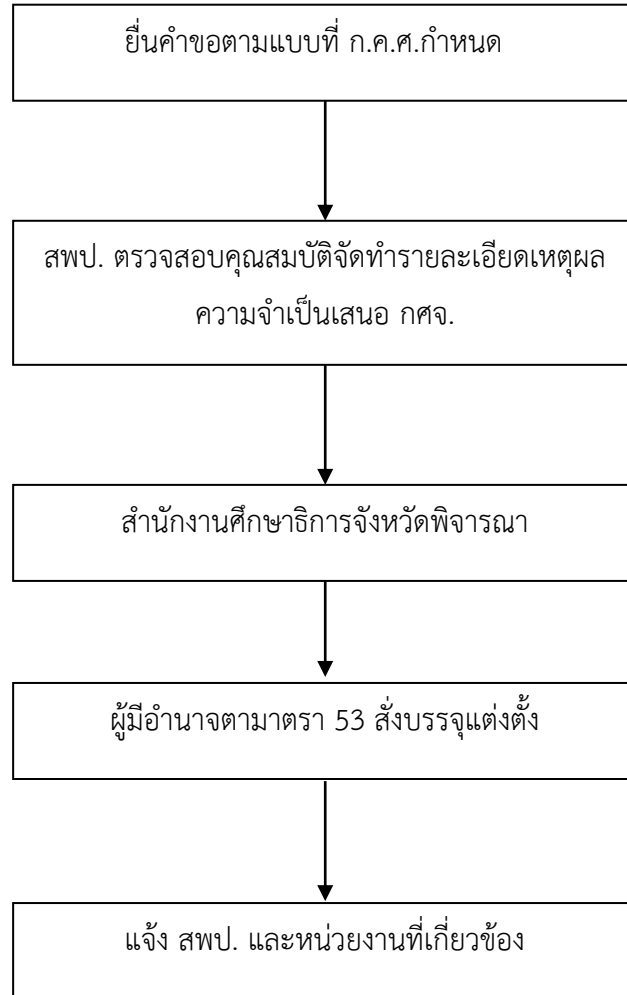 ยื่นคำขอตามแบบที่ ก.ค.ศ.กำหนด
สพป. ตรวจสอบคุณสมบัติจัดทำรายละเอียดเหตุผล
ความจำเป็นเสนอ กศจ.
สำนักงานศึกษาธิการจังหวัดพิจารณา
ผู้มีอำนาจตามาตรา 53 สั่งบรรจุแต่งตั้ง
แจ้ง สพป. และหน่วยงานที่เกี่ยวข้อง